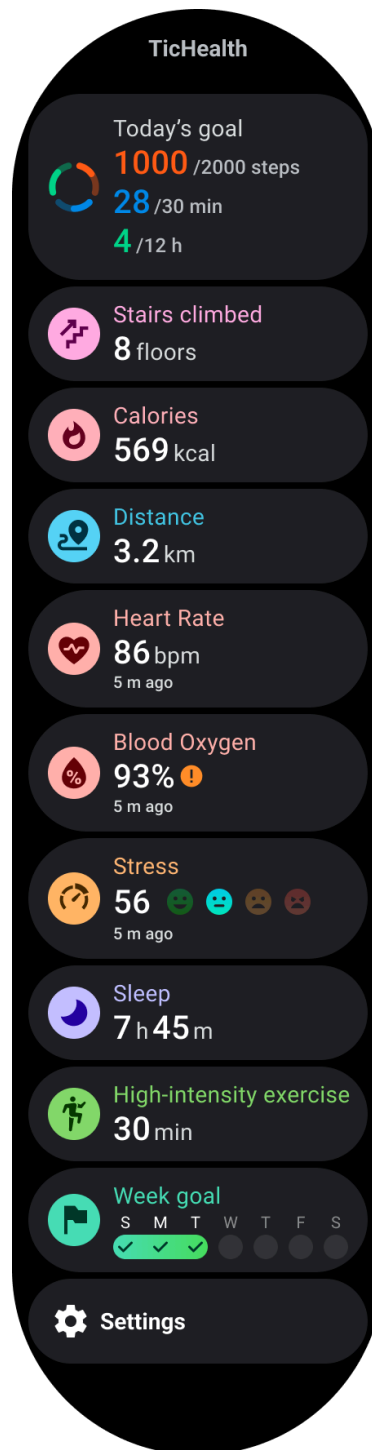 TicHealth
Today's goal
1000 /2000 steps
28 /30 min
4 /12 h
Stairs climbed
8 floors
Calories
569 kcal
Distance
3.2 km
Heart Rate
86 bpm
5 m ago
Blood Oxygen
93% !
5 m ago
Stress
56
5 m ago
Sleep
7 h 45 m
High-intensity exercise
30 min
Week goal
S M T W T F S
Settings